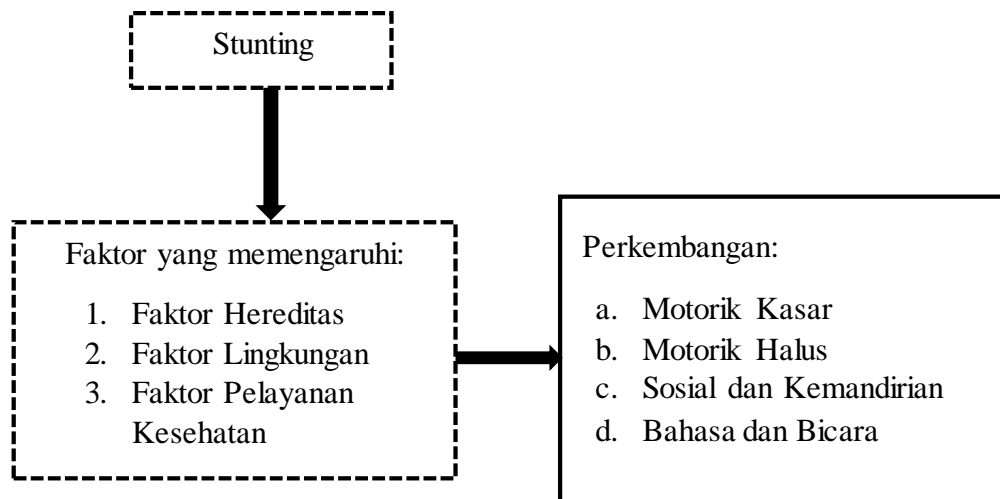 Stunting
Faktor yang memengaruhi:
1. Faktor Hereditas
2. Faktor Lingkungan
3. Faktor Pelayanan
Kesehatan
Perkembangan:
a. Motorik Kasar
b. Motorik Halus
c. Sosial dan Kemandirian
d. Bahasa dan Bicara